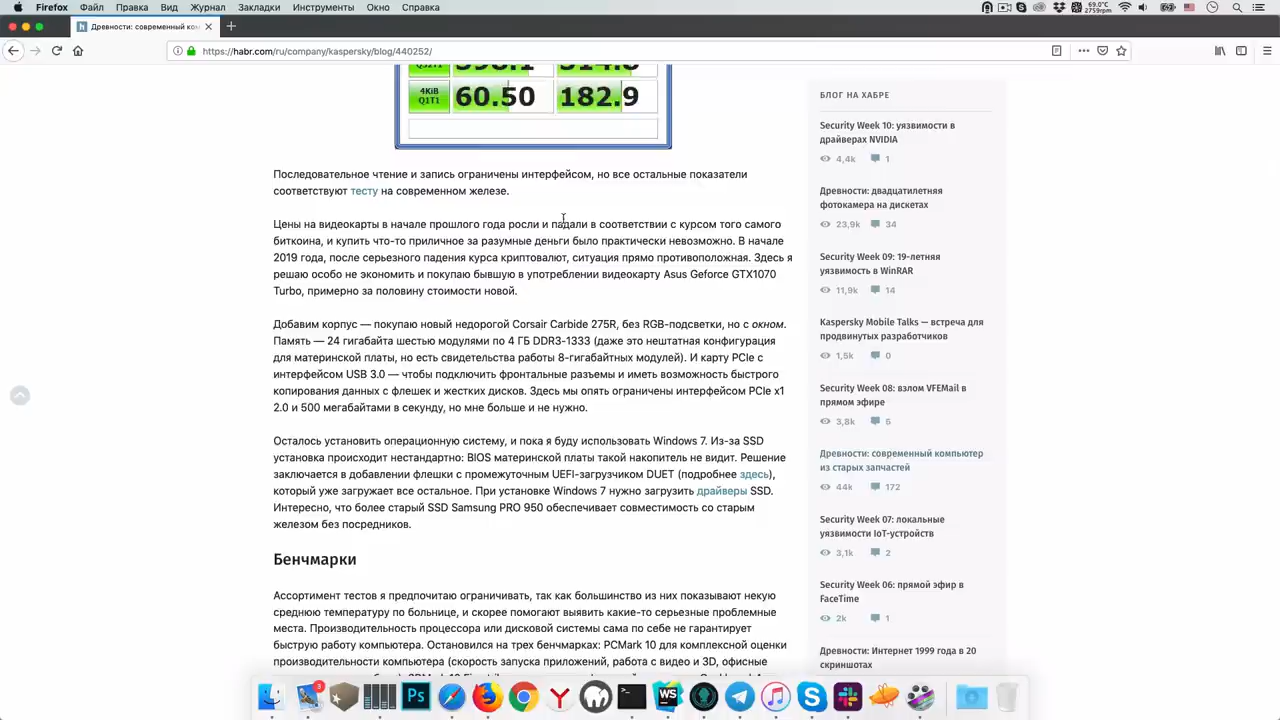 Firefox Файл Правка Вид Журнал Закладки Инструменты Окно Справка
69.0°C
2759rpm
Древности: современный ком
https://habr.com/ru/company/kaspersky/blog/440252/
4KiB
Q1T1
60.50 182.9
Последовательное чтение и запись ограничены интерфейсом, но все остальные показатели
соответствуют тесту на современном железе.
Цены на видеокарты в начале прошлого года росли и падали в соответствии с курсом того самого
биткоина, и купить что-то приличное за разумные деньги было практически невозможно. В начале
2019 года, после серьезного падения курса криптовалют, ситуация прямо противоположная. Здесь я
решаю особо не экономить и покупаю бывшую в употреблении видеокарту Asus Geforce GTX1070
Turbo, примерно за половину стоимости новой.
Добавим корпус — покупаю новый недорогой Corsair Carbide 275R, без RGB-подсветки, но с окном.
Память — 24 гигабайта шестью модулями по 4 ГБ DDR3-1333 (даже это нештатная конфигурация
для материнской платы, но есть свидетельства работы 8-гигабайтных модулей). И карту PCIe с
интерфейсом USB 3.0 — чтобы подключить фронтальные разъемы и иметь возможность быстрого
копирования данных с флешек и жестких дисков. Здесь мы опять ограничены интерфейсом PCIe x1
2.0 и 500 мегабайтами в секунду, но мне больше и не нужно.
Осталось установить операционную систему, и пока я буду использовать Windows 7. Из-за SSD
установка происходит нестандартно: BIOS материнской платы такой накопитель не видит. Решение
заключается в добавлении флешки с промежуточным UEFI-загрузчиком DUET (подробнее здесь),
который уже загружает все остальное. При установке Windows 7 нужно загрузить драйверы SSD.
Интересно, что более старый SSD Samsung PRO 950 обеспечивает совместимость со старым
железом без посредников.
Бенчмарки
Ассортимент тестов я предпочитаю ограничивать, так как большинство из них показывают некую
среднюю температуру по больнице, и скорее помогают выявить какие-то серьезные проблемные
места. Производительность процессора или дисковой системы сама по себе не гарантирует
быструю работу компьютера. Остановился на трех бенчмарках: PCMark 10 для комплексной оценки
производительности компьютера (скорость запуска приложений, работа с видео и 3D, офисные
БЛОГ НА ХАБРЕ
Security Week 10: уязвимости в
драйверах NVIDIA
4,4k 1
Древности: двадцатилетняя
фотокамера на дискетах
23,9k 34
Security Week 09: 19-летняя
уязвимость в WinRAR
11,9k 14
Kaspersky Mobile Talks — встреча для
продвинутых разработчиков
1,5k 0
Security Week 08: взлом VFEMail в
прямом эфире
3,8k 5
Древности: современный компьютер
из старых запчастей
44k 172
Security Week 07: локальные
уязвимости IoT-устройств
3,1k 2
Security Week 06: прямой эфир в
FaceTime
2k 1
Древности: Интернет 1999 года в 20
скриншотах
3
Ps
WS